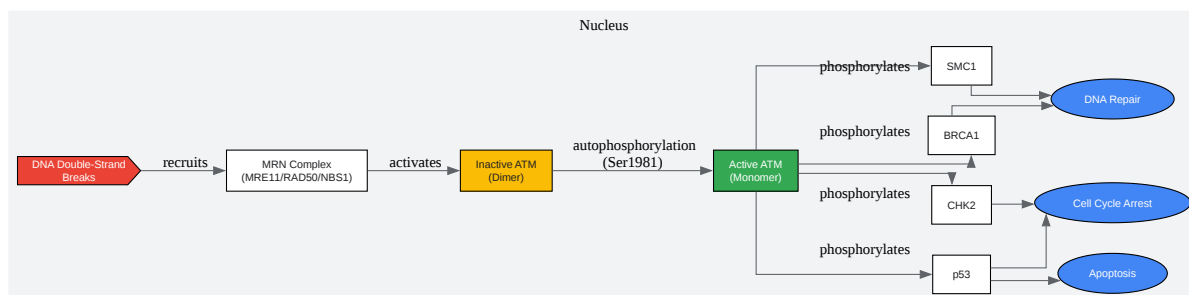 Nucleus
DNA Double-Strand
Breaks
recruits
MRN Complex
(MRE11/RAD50/NBS1)
activates
Inactive ATM
(Dimer)
autophosphorylation
(Ser1981)
Active ATM
(Monomer)
phosphorylates
SMC1
DNA Repair
phosphorylates
BRCA1
phosphorylates
CHK2
Cell Cycle Arrest
phosphorylates
p53
Apoptosis